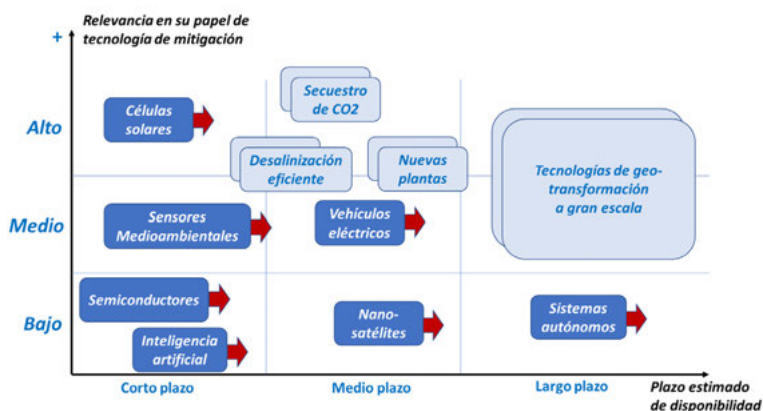 Relevancia en su papel de
tecnología de mitigación
+
Alto
Células
solares
Secuestro
de CO2
Desalinización
eficiente
Nuevas
plantas
Tecnologías de geo-
transformación
a gran escala
Medio
Sensores
Medioambientales
Vehículos
eléctricos
Bajo
Semiconductores
Inteligencia
artificial
Nano-
satélites
Sistemas
autónomos
Corto plazo
Medio plazo
Largo plazo
Plazo estimado
de disponibilidad